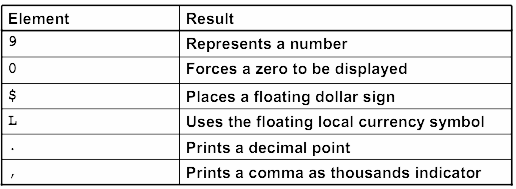 Element Result
9 Represents a number
0 Forces a zero to be displayed
$ Places a floating dollar sign
L Uses the floating local currency symbol
. Prints a decimal point
, Prints a comma as thousands indicator